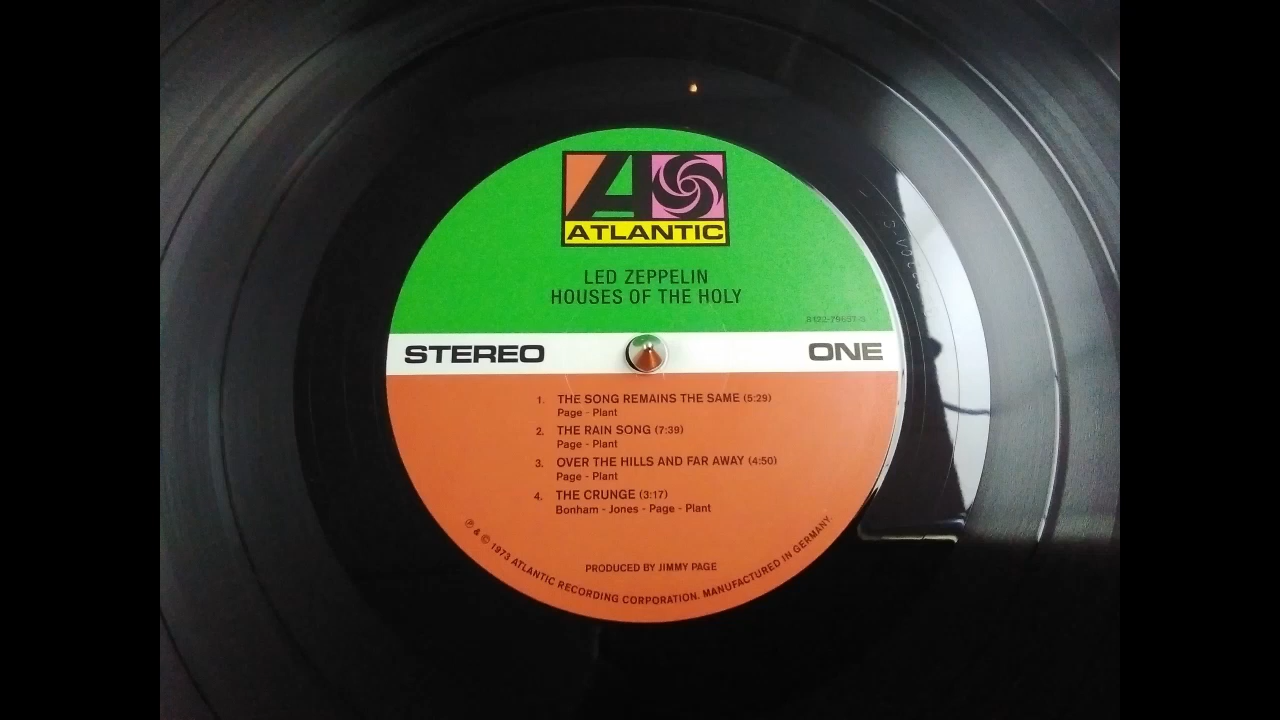 ATLANTIC
LED ZEPPELIN
HOUSES OF THE HOLY
STEREO
ONE
1. THE SONG REMAINS THE SAME (5:29)
Page - Plant
2. THE RAIN SONG (7:39)
Page - Plant
3. OVER THE HILLS AND FAR AWAY (4:50)
Page - Plant
4. THE CRUNGE (3:17)
Bonham - Jones - Page - Plant
PRODUCED BY JIMMY PAGE
℗ & © 1973 ATLANTIC RECORDING CORPORATION. MANUFACTURED IN GERMANY.